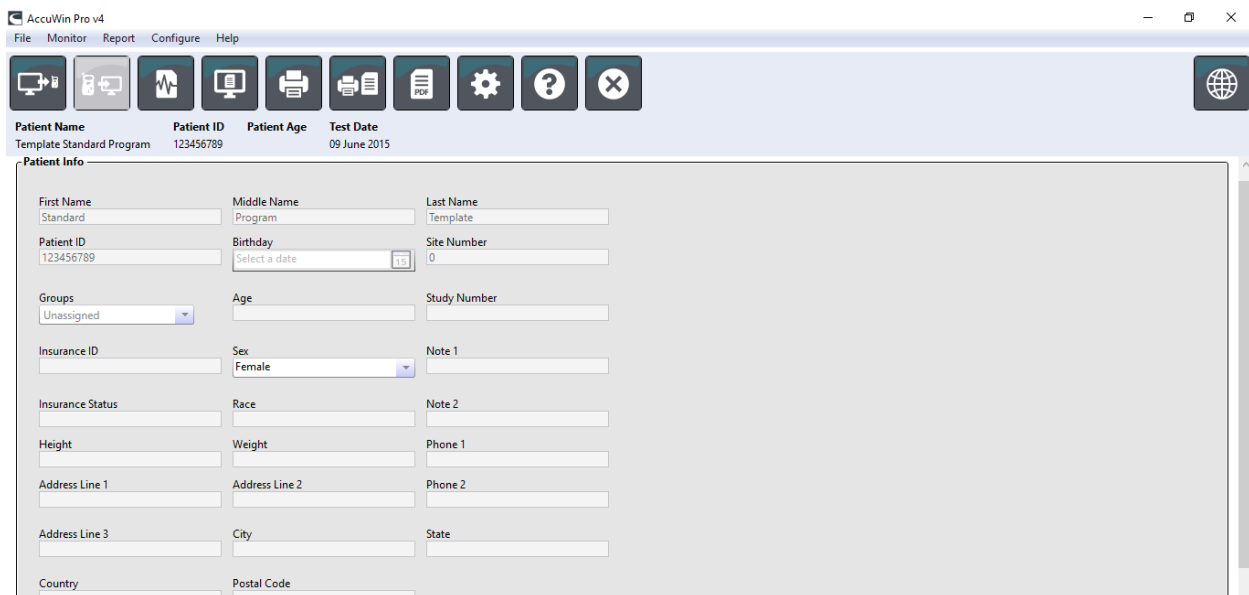 AccuWin Pro v4
File Monitor Report Configure Help
PDF
Patient Name Patient ID Patient Age Test Date
Template Standard Program 123456789 09 June 2015
Patient Info
First Name Middle Name Last Name
Standard Program Template
Patient ID Birthday Site Number
123456789 Select a date 15 0
Groups Age Study Number
Unassigned
Insurance ID Sex Note 1
Female
Insurance Status Race Note 2
Height Weight Phone 1
Address Line 1 Address Line 2 Phone 2
Address Line 3 City State
Country Postal Code